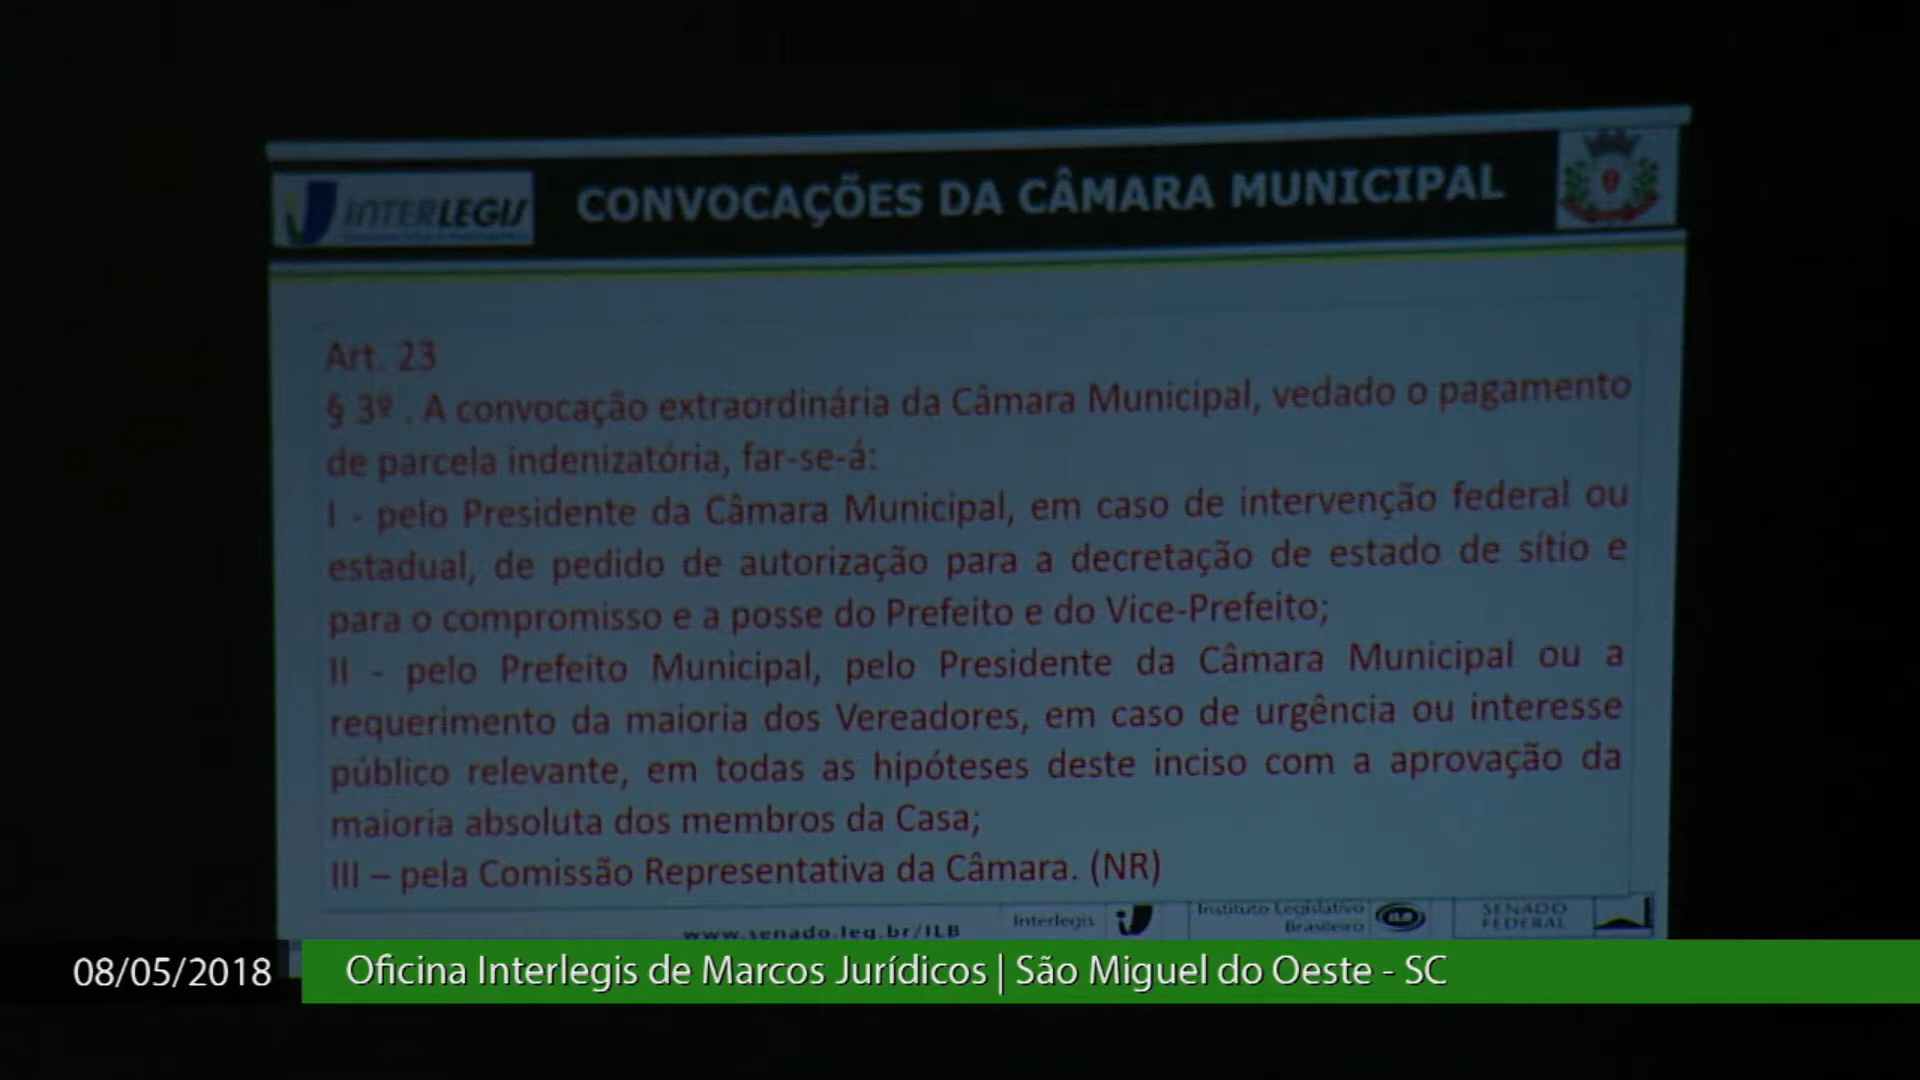 INTERLEGIS
CONVOCAÇÕES DA CÂMARA MUNICIPAL
Art. 23
§ 3º . A convocação extraordinária da Câmara Municipal, vedado o pagamento
de parcela indenizatória, far-se-á:
I - pelo Presidente da Câmara Municipal, em caso de intervenção federal ou
estadual, de pedido de autorização para a decretação de estado de sítio e
para o compromisso e a posse do Prefeito e do Vice-Prefeito;
II - pelo Prefeito Municipal, pelo Presidente da Câmara Municipal ou a
requerimento da maioria dos Vereadores, em caso de urgência ou interesse
público relevante, em todas as hipóteses deste inciso com a aprovação da
maioria absoluta dos membros da Casa;
III – pela Comissão Representativa da Câmara. (NR)
www.senado.leg.br/ILB
Interlegis
Instituto Legislativo
Brasileiro
ILB
SENADO
FEDERAL
08/05/2018
Oficina Interlegis de Marcos Jurídicos | São Miguel do Oeste - SC